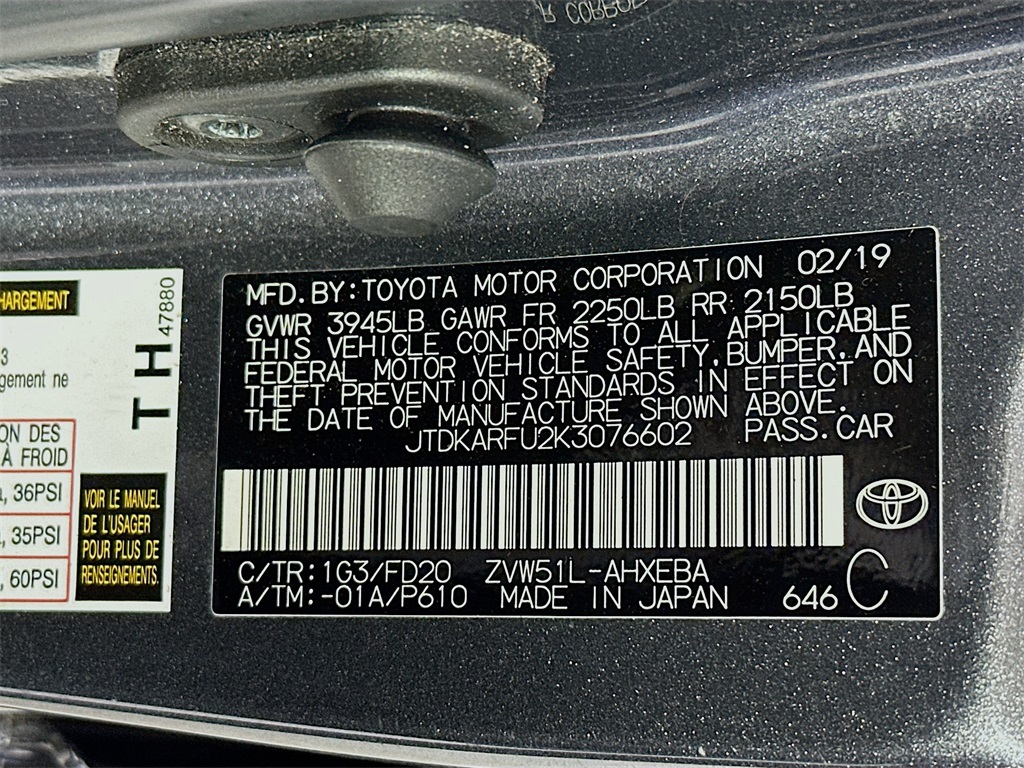 R CORPOR
HARGEMENT
3
gement ne
TH
47880
ON DES
À FROID
, 36PSI
, 35PSI
, 60PSI
VOIR LE MANUEL
DE L'USAGER
POUR PLUS DE
RENSEIGNEMENTS.
MFD.BY:TOYOTA MOTOR CORPORATION 02/19
GVWR 3945LB GAWR FR 2250LB RR 2150LB
THIS VEHICLE CONFORMS TO ALL APPLICABLE
FEDERAL MOTOR VEHICLE SAFETY,BUMPER,AND
THEFT PREVENTION STANDARDS IN EFFECT ON
THE DATE OF MANUFACTURE SHOWN ABOVE.
JTDKARFU2K3076602 PASS.CAR
C/TR:1G3/FD20 ZVW51L-AHXEBA
A/TM:-01A/P610 MADE IN JAPAN 646 C